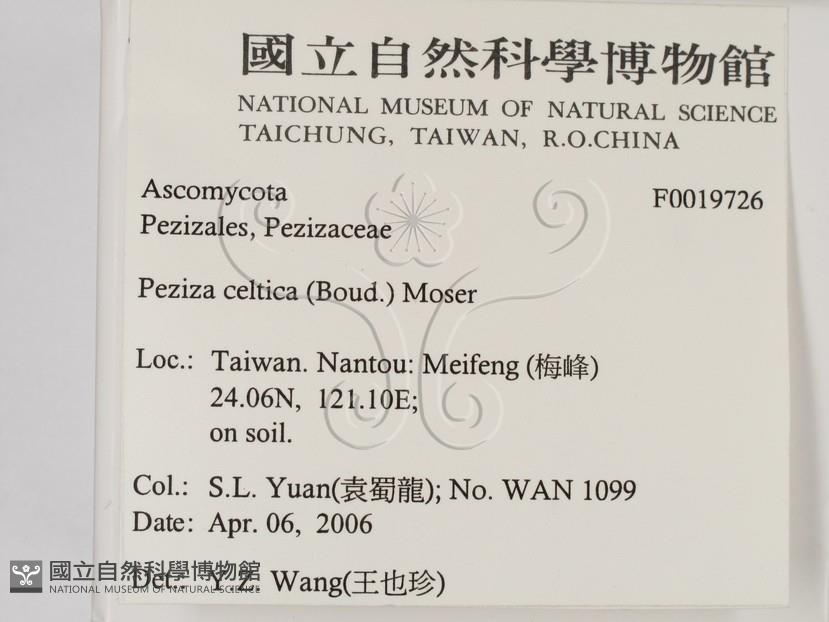 國立自然科學博物館
NATIONAL MUSEUM OF NATURAL SCIENCE
TAICHUNG, TAIWAN, R.O.CHINA
Ascomycota F0019726
Pezizales, Pezizaceae
Peziza celtica (Boud.) Moser
Loc.: Taiwan. Nantou: Meifeng (梅峰)
24.06N, 121.10E;
on soil.
Col.: S.L. Yuan(袁蜀龍); No. WAN 1099
Date: Apr. 06, 2006
Det.: Y.Z. Wang(王也珍)
國立自然科學博物館
NATIONAL MUSEUM OF NATURAL SCIENCE